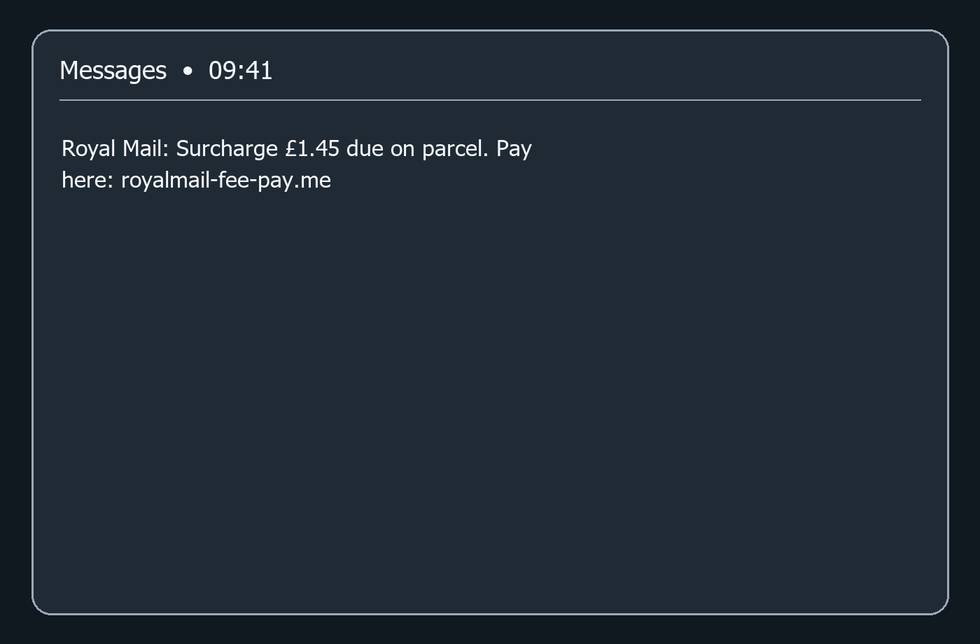 Messages • 09:41
Royal Mail: Surcharge £1.45 due on parcel. Pay
here: royalmail-fee-pay.me